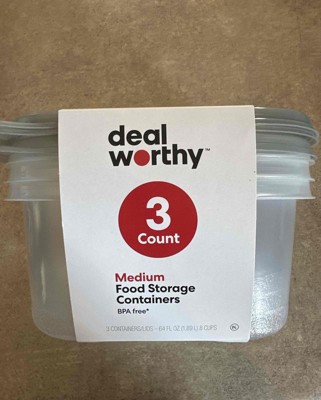 deal
worthy™
3
Count
Medium
Food Storage
Containers
BPA free*
3 CONTAINERS/LIDS – 64 FL OZ (1.89 L) 8 CUPS